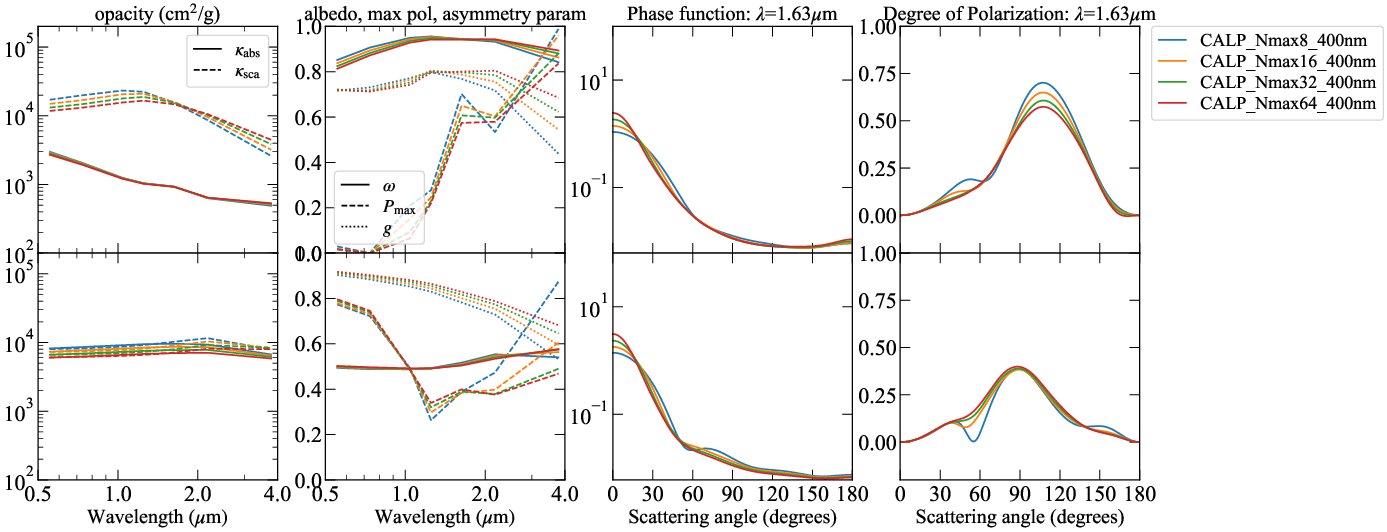 opacity (cm²/g)
albedo, max pol, asymmetry param
Phase function: λ=1.63μm
Degree of Polarization: λ=1.63μm
10⁵
10⁴
10³
10²
κabs
κsca
1.0
0.8
0.6
0.4
0.2
0.0
ω
Pmax
g
10¹
10⁻¹
1.00
0.75
0.50
0.25
0.00
CALP_Nmax8_400nm
CALP_Nmax16_400nm
CALP_Nmax32_400nm
CALP_Nmax64_400nm
10⁵
10⁴
10³
10²
0.0
0.8
0.6
0.4
0.2
0.0
10¹
10⁻¹
1.00
0.75
0.50
0.25
0.00
0.5 1.0 2.0 4.0
0.5 1.0 2.0 4.0
0 30 60 90 120 150 180
0 30 60 90 120 150 180
Wavelength (μm)
Wavelength (μm)
Scattering angle (degrees)
Scattering angle (degrees)